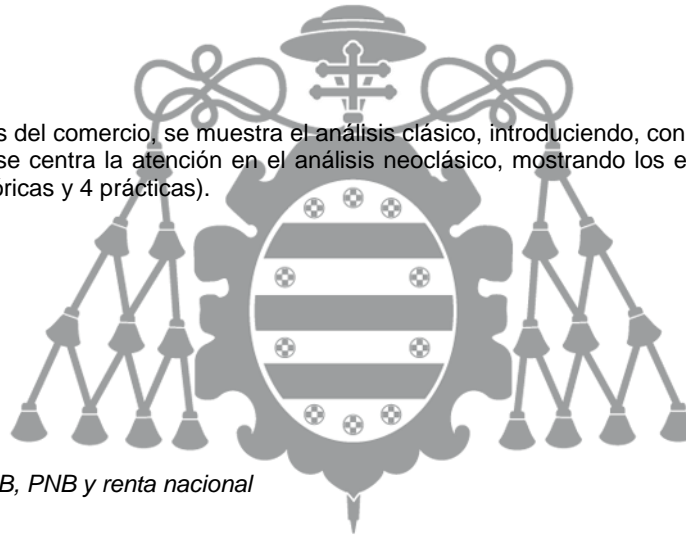 s del comercio, se muestra el análisis clásico, introduciendo, con
se centra la atención en el análisis neoclásico, mostrando los e
óricas y 4 prácticas).
B, PNB y renta nacional